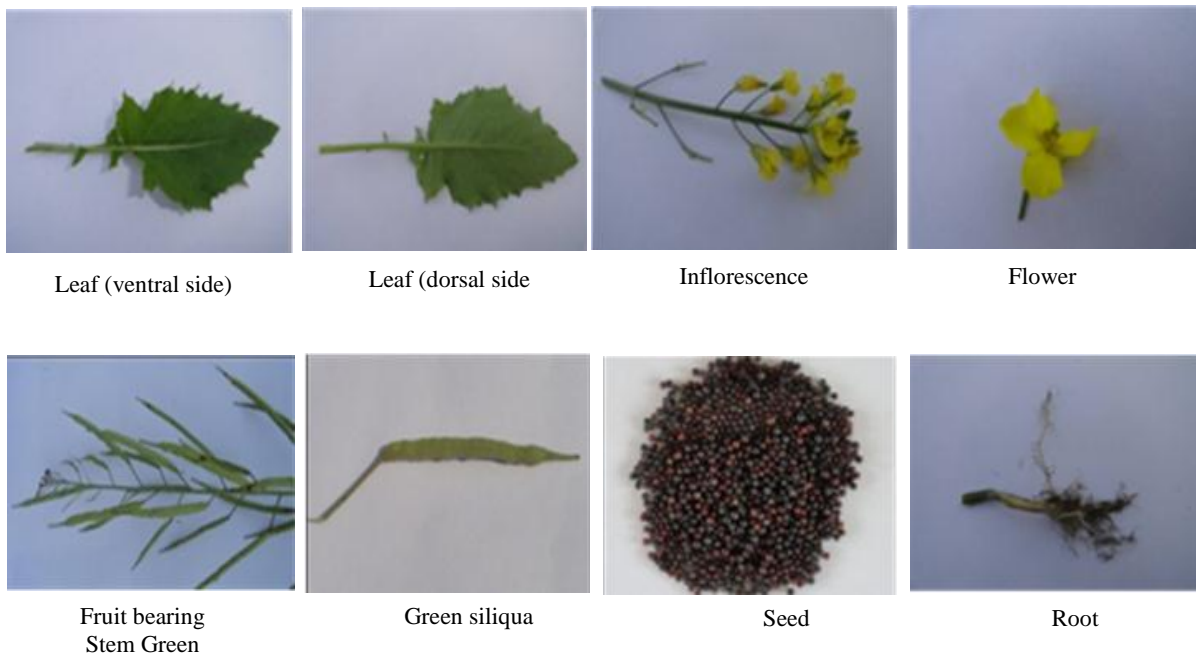 Leaf (ventral side)
Leaf (dorsal side
Inflorescence
Flower
Fruit bearing
Stem Green
Green siliqua
Seed
Root